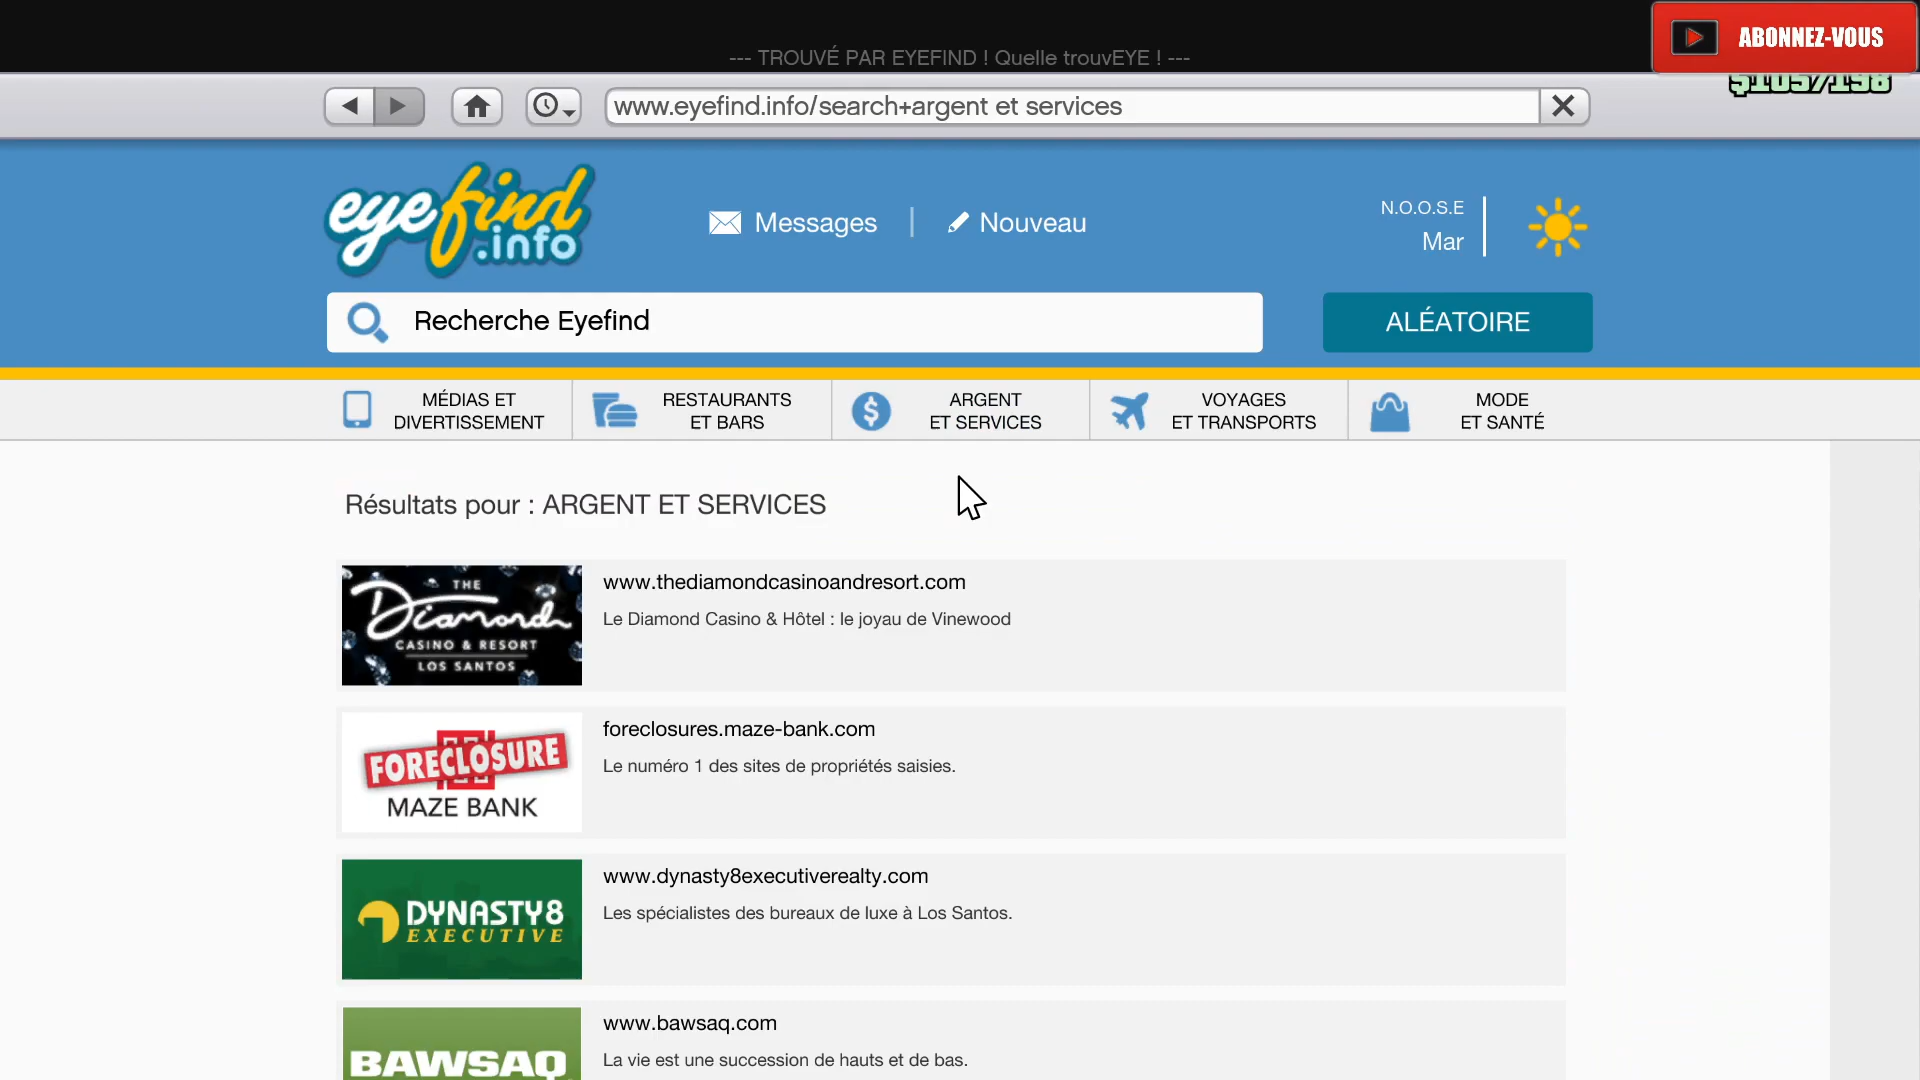 --- TROUVÉ PAR EYEFIND ! Quelle trouvEYE ! ---
ABONNEZ-VOUS
$1057198
www.eyefind.info/search+argent et services
eyefind
.info
Messages
Nouveau
N.O.O.S.E
Mar
Recherche Eyefind
ALÉATOIRE
MÉDIAS ET
DIVERTISSEMENT
RESTAURANTS
ET BARS
ARGENT
ET SERVICES
VOYAGES
ET TRANSPORTS
MODE
ET SANTÉ
Résultats pour : ARGENT ET SERVICES
THE
Diamond
CASINO & RESORT
LOS SANTOS
www.thediamondcasinoandresort.com
Le Diamond Casino & Hôtel : le joyau de Vinewood
FORECLOSURE
MAZE BANK
foreclosures.maze-bank.com
Le numéro 1 des sites de propriétés saisies.
DYNASTY8
EXECUTIVE
www.dynasty8executiverealty.com
Les spécialistes des bureaux de luxe à Los Santos.
BAWSAQ
www.bawsaq.com
La vie est une succession de hauts et de bas.